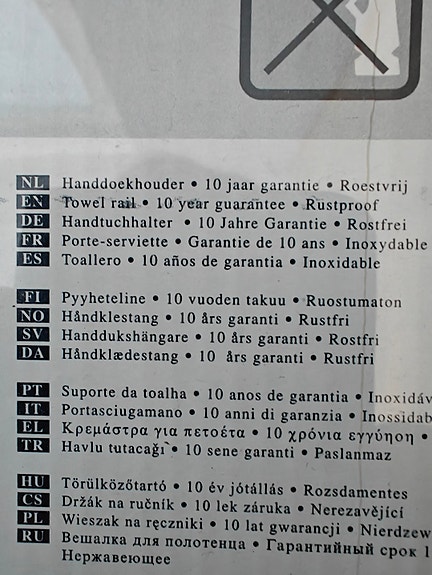 NL Handdoekhouder • 10 jaar garantie • Roestvrij
EN Towel rail • 10 year guarantee • Rustproof
DE Handtuchhalter • 10 Jahre Garantie • Rostfrei
FR Porte-serviette • Garantie de 10 ans • Inoxydable
ES Toallero • 10 años de garantia • Inoxidable
FI Pyyheteline • 10 vuoden takuu • Ruostumaton
NO Håndklestang • 10 års garanti • Rustfri
SV Handdukshängare • 10 års garanti • Rostfri
DA Håndklædestang • 10 års garanti • Rustfri
PT Suporte da toalha • 10 anos de garantia • Inoxidáv
IT Portasciugamano • 10 anni di garanzia • Inossidab
EL Κρεμάστρα για πετσέτα • 10 χρόνια εγγύηση •
TR Havlu tutacağı • 10 sene garanti • Paslanmaz
HU Törülközőtartó • 10 év jótállás • Rozsdamentes
CS Držák na ručník • 10 lek záruka • Nerezavějící
PL Wieszak na ręczniki • 10 lat gwarancji • Nierdzew
RU Вешалка для полотенца • Гарантийный срок 1
Нержавеющее